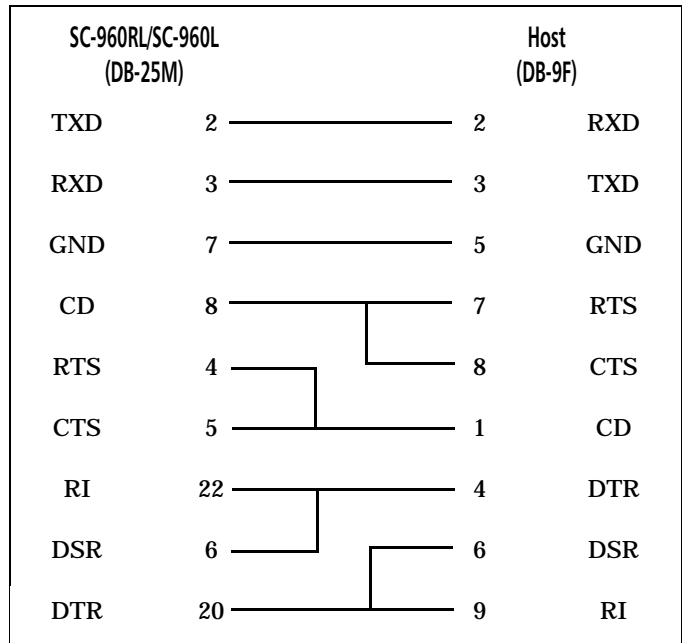 SC-960RL/SC-960L Host
(DB-25M) (DB-9F)
TXD 2 2 RXD
RXD 3 3 TXD
GND 7 5 GND
CD 8 7 RTS
RTS 4 8 CTS
CTS 5 1 CD
RI 22 4 DTR
DSR 6 6 DSR
DTR 20 9 RI